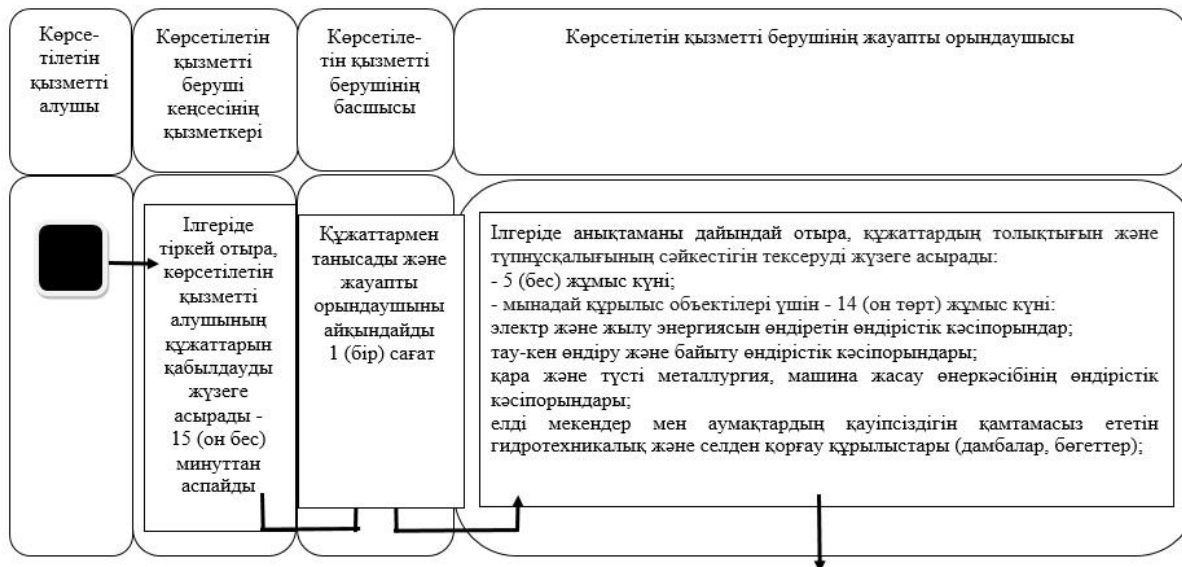 Көрсе-
тілетін
қызметті
алушы
Көрсетілетін
қызметті
беруші
кеңсесінің
қызметкері
Көрсетіле-
тін қызметті
берушінің
басшысы
Көрсетілетін қызметті берушінің жауапты орындаушысы
Ілгеріде
тіркей отыра,
көрсетілетін
қызметті
алушының
құжаттарын
қабылдауды
жүзеге
асырады -
15 (он бес)
минуттан
аспайды
Құжаттармен
танысады және
жауапты
орындаушыны
айқындайды
1 (бір) сағат
Ілгеріде анықтаманы дайындай отыра, құжаттардың толықтығын және
түпнұсқалығының сәйкестігін тексеруді жүзеге асырады:
- 5 (бес) жұмыс күні;
- мынадай құрылыс объектілері үшін - 14 (он төрт) жұмыс күні:
электр және жылу энергиясын өндіретін өндірістік кәсіпорындар;
тау-кен өндіру және байыту өндірістік кәсіпорындары;
қара және түсті металлургия, машина жасау өнеркәсібінің өндірістік
кәсіпорындары;
елді мекендер мен аумақтардың қауіпсіздігін қамтамасыз ететін
гидротехникалық және селден қорғау құрылыстары (дамбалар, бөгеттер);